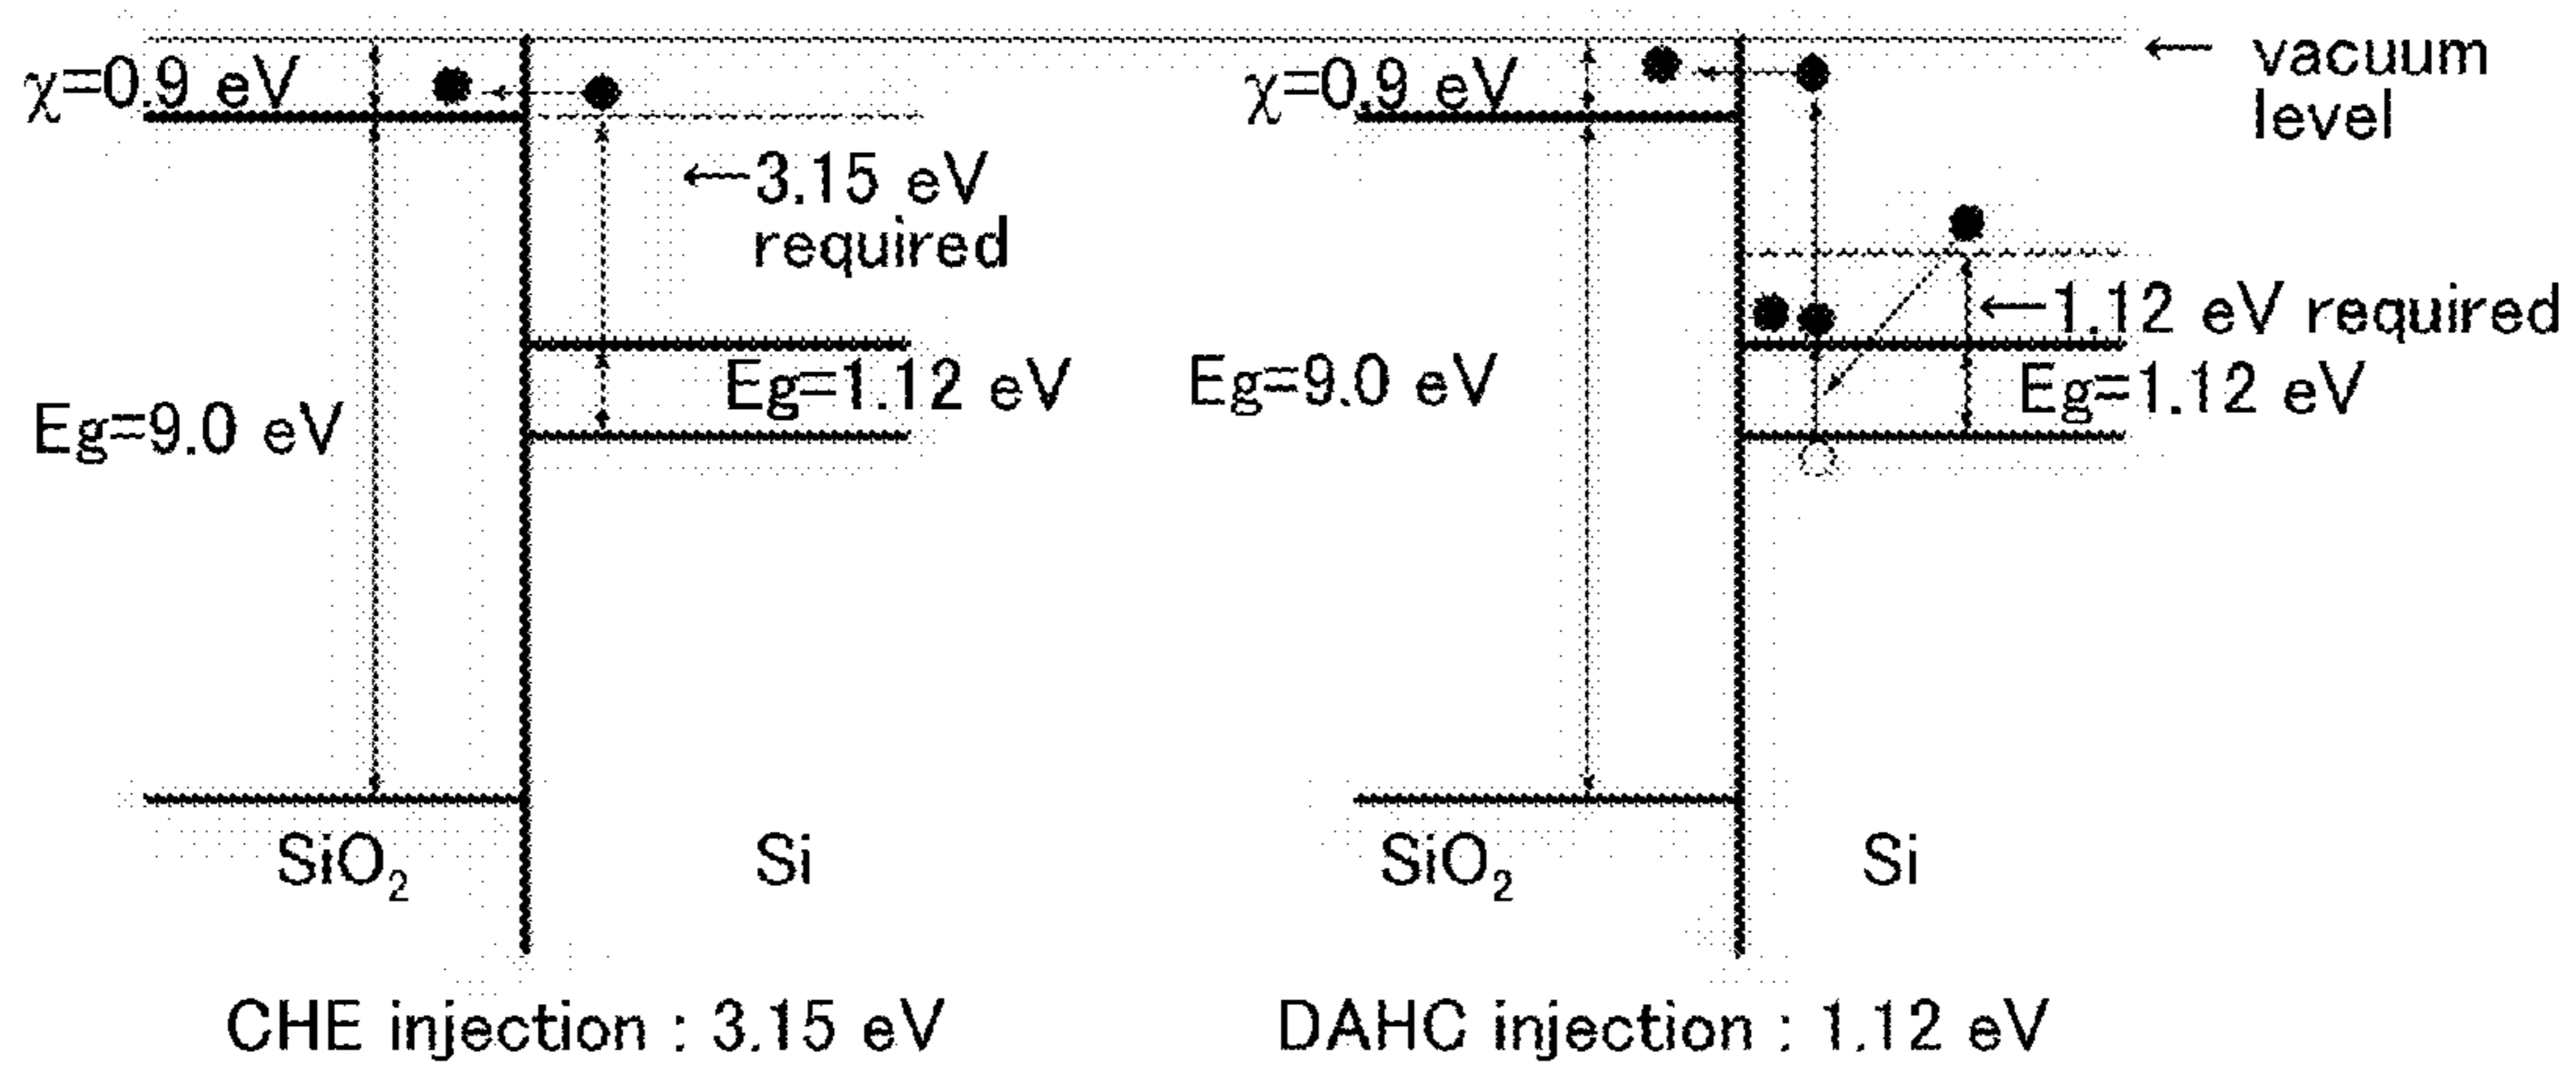 χ=0.9 eV
←3.15 eV
required
Eg=1.12 eV
Eg=9.0 eV
SiO₂
Si
CHE injection : 3.15 eV
χ=0.9 eV
←vacuum
level
←1.12 eV required
Eg=9.0 eV
Eg=1.12 eV
SiO₂
Si
DAHC injection : 1.12 eV